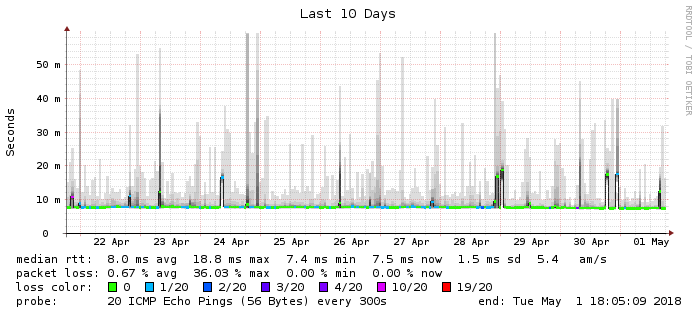 Last 10 Days
RRDTOOL / TOBI OETIKER
Seconds
50 m
40 m
30 m
20 m
10 m
0
22 Apr 23 Apr 24 Apr 25 Apr 26 Apr 27 Apr 28 Apr 29 Apr 30 Apr 01 May
median rtt: 8.0 ms avg 18.8 ms max 7.4 ms min 7.5 ms now 1.5 ms sd 5.4 am/s
packet loss: 0.67 % avg 36.03 % max 0.00 % min 0.00 % now
loss color: 0 1/20 2/20 3/20 4/20 10/20 19/20
probe: 20 ICMP Echo Pings (56 Bytes) every 300s end: Tue May 1 18:05:09 2018